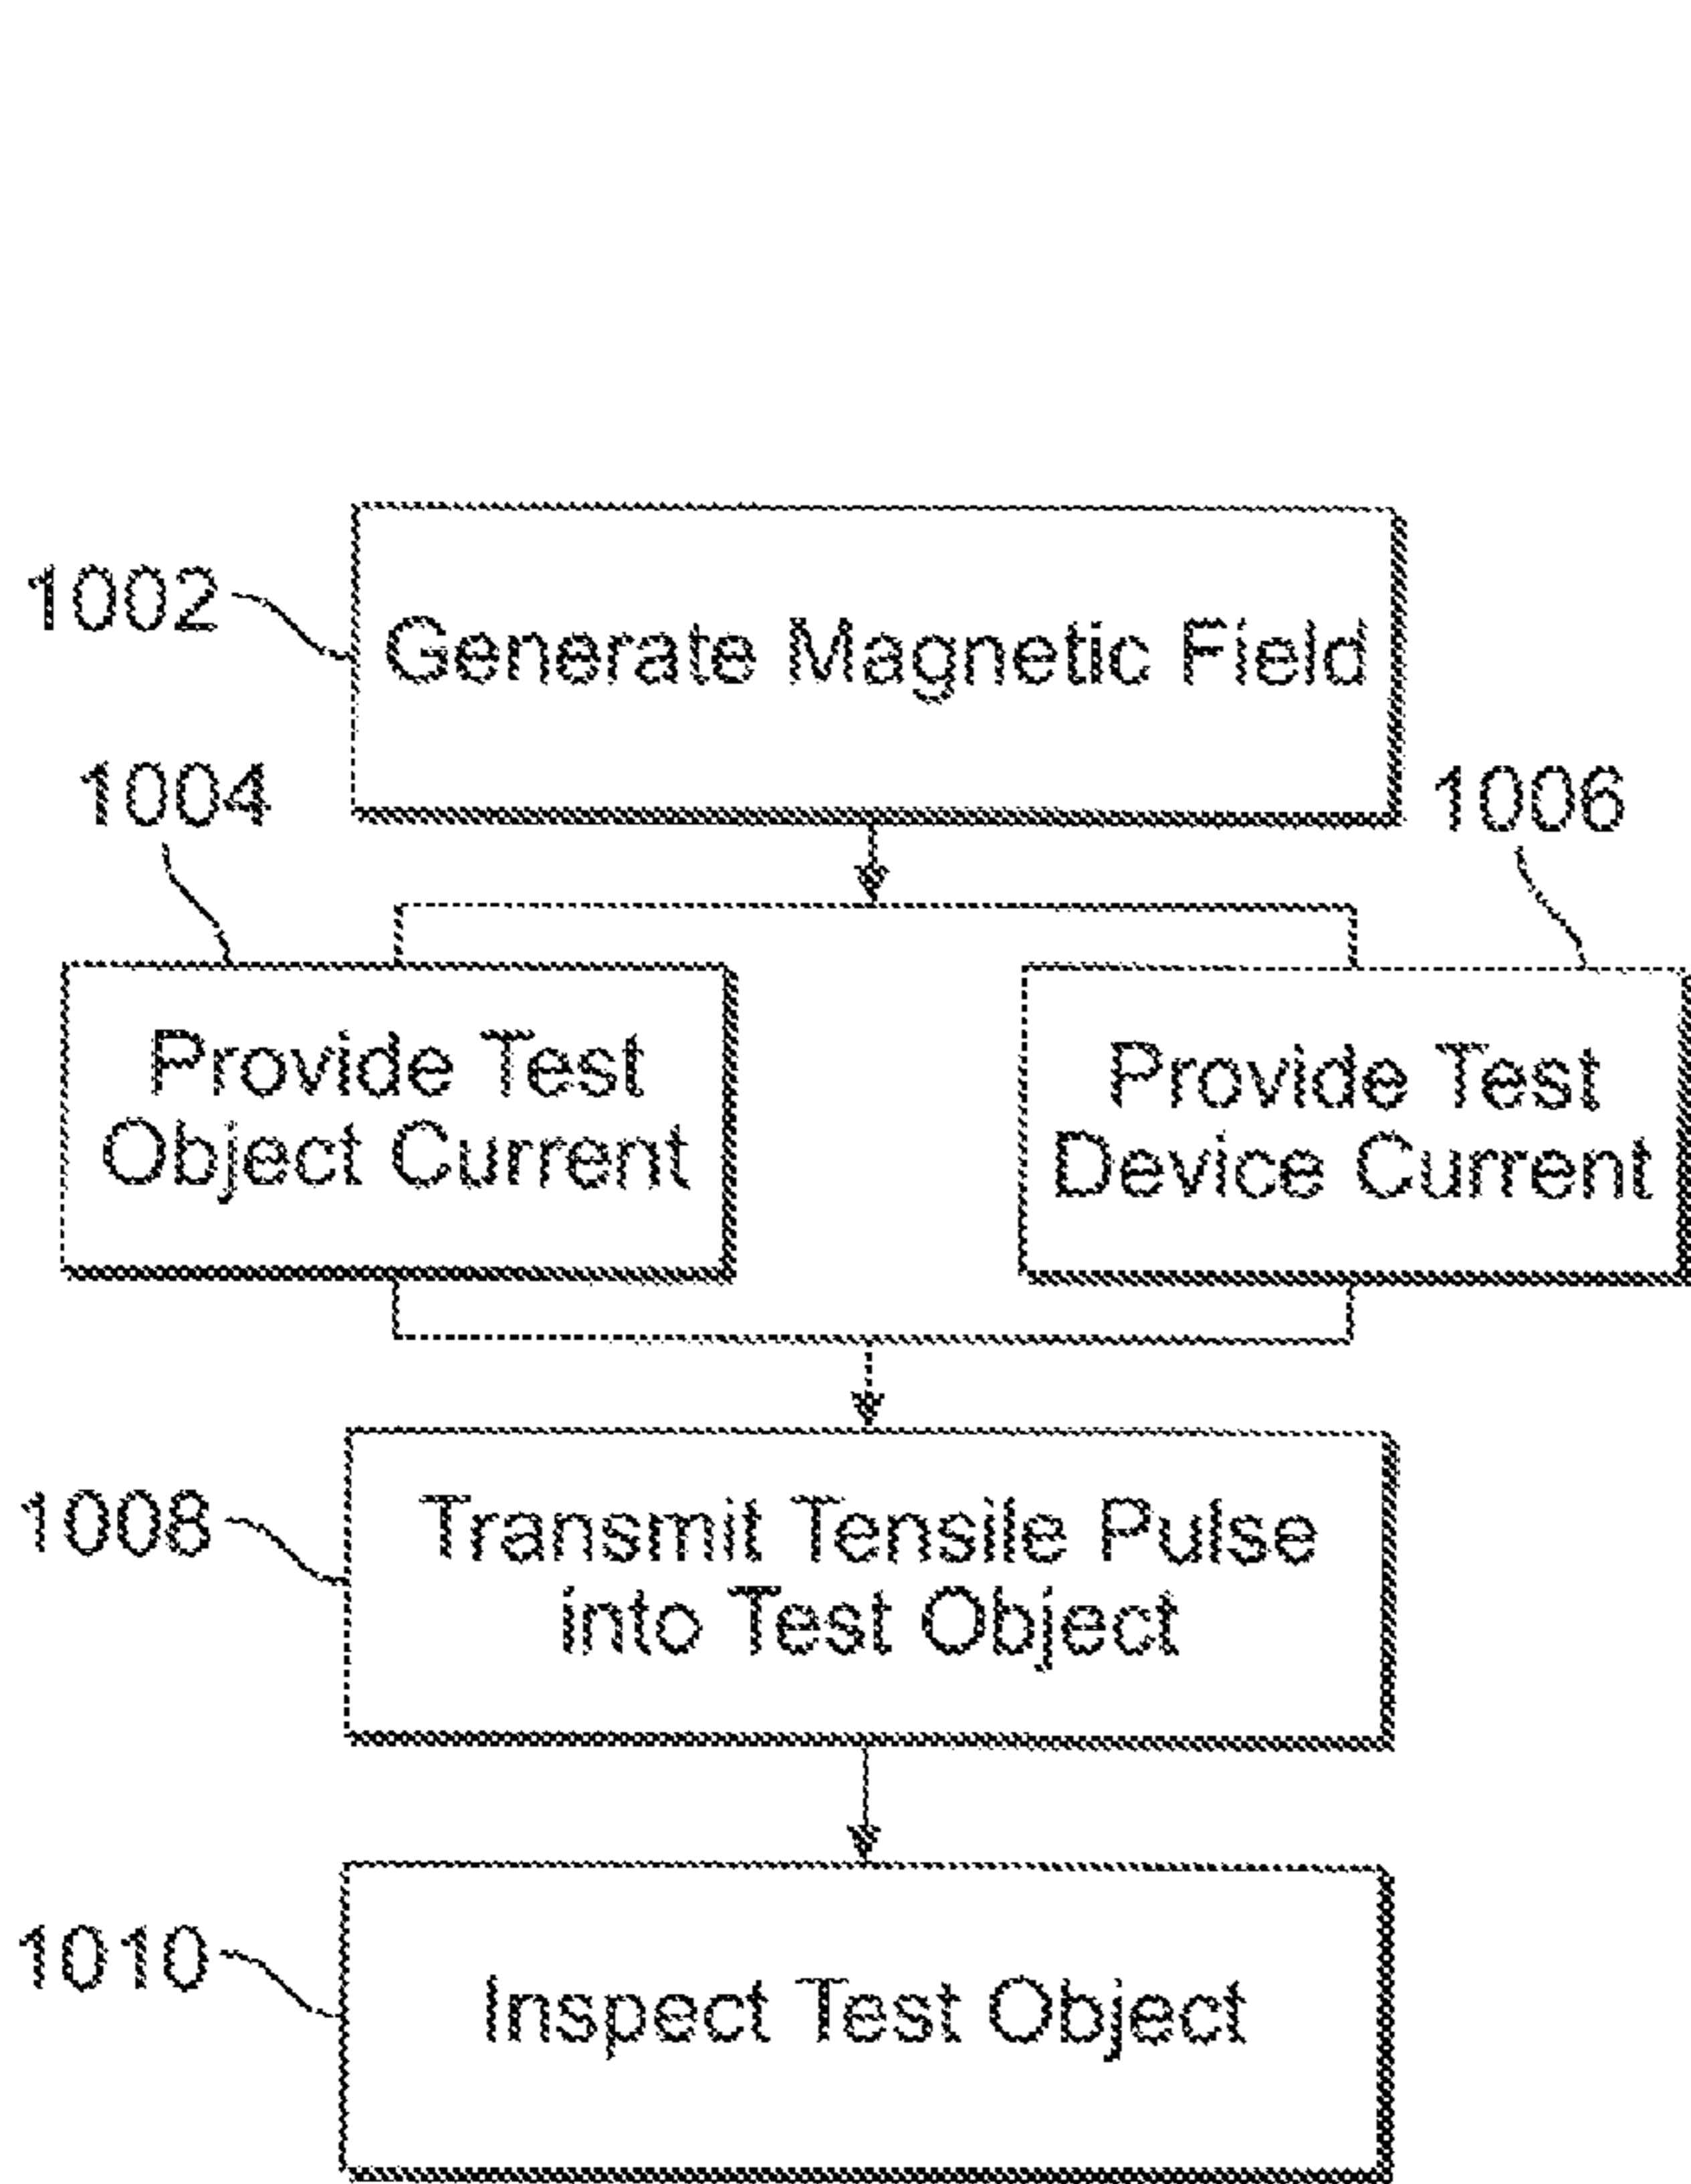 1002
Generate Magnetic Field
1004
1006
Provide Test
Object Current
Provide Test
Device Current
1008
Transmit Tensile Pulse
into Test Object
1010
Inspect Test Object